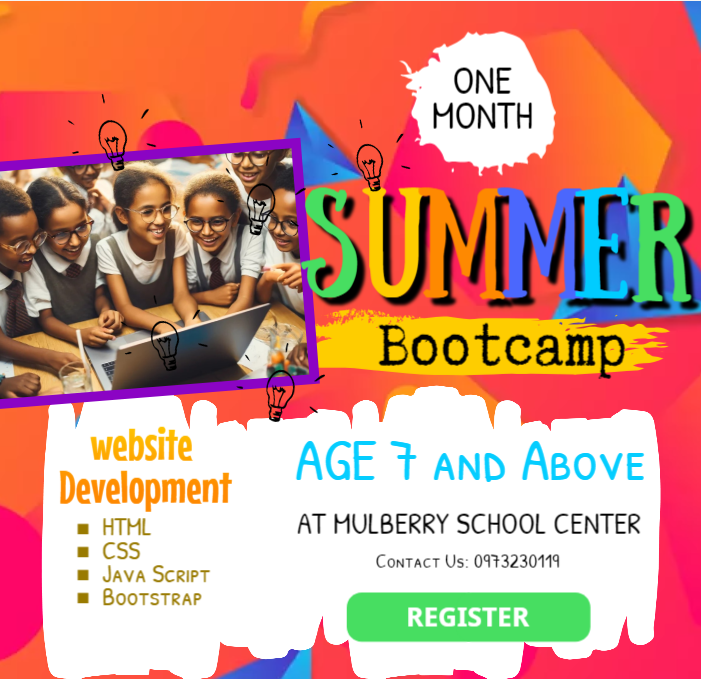 ONE
MONTH
SUMMER
Bootcamp
website
Development
HTML
CSS
JAVA SCRIPT
BOOTSTRAP
AGE 7 AND ABOVE
AT MULBERRY SCHOOL CENTER
CONTACT US: 0973230119
REGISTER